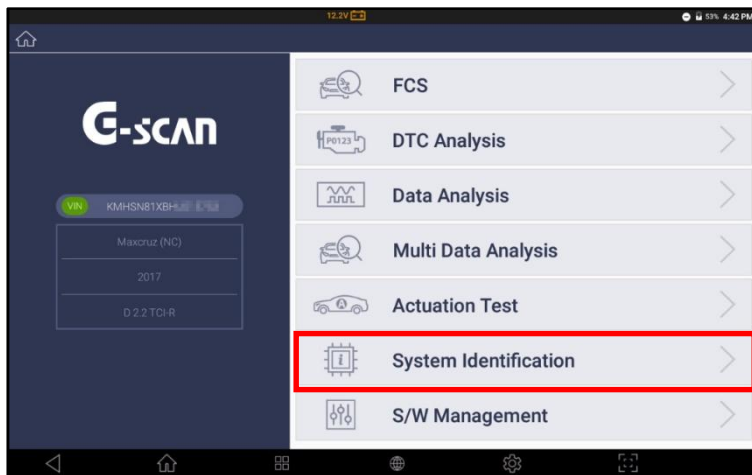 12.2V
53% 4:42 PM
G-scan
VIN KMHSN81XBH
Maxcruz (NC)
2017
D 2.2 TCI-R
FCS
P0123
DTC Analysis
Data Analysis
Multi Data Analysis
Actuation Test
System Identification
S/W Management